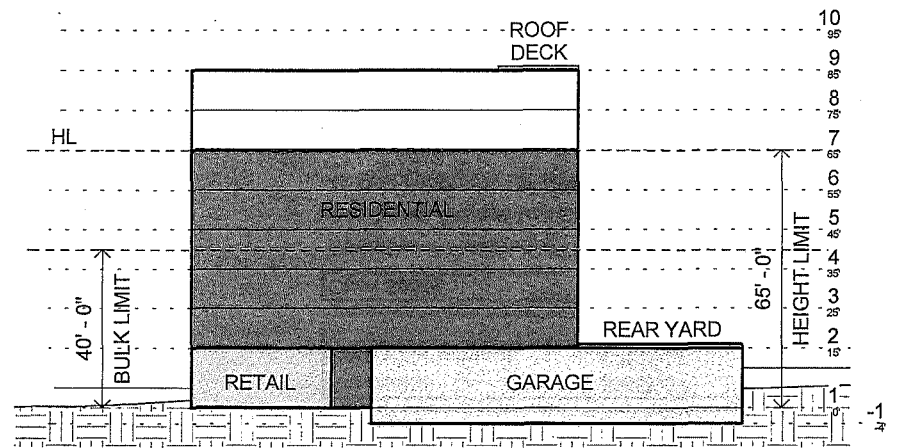 10
95'
ROOF
DECK
9
85'
8
75'
HL
7
65'
6
55'
RESIDENTIAL
5
45'
4
35'
3
25'
65' - 0"
HEIGHT LIMIT
40' - 0"
BULK LIMIT
REAR YARD
2
15'
RETAIL
GARAGE
1
0'
-1
-4'